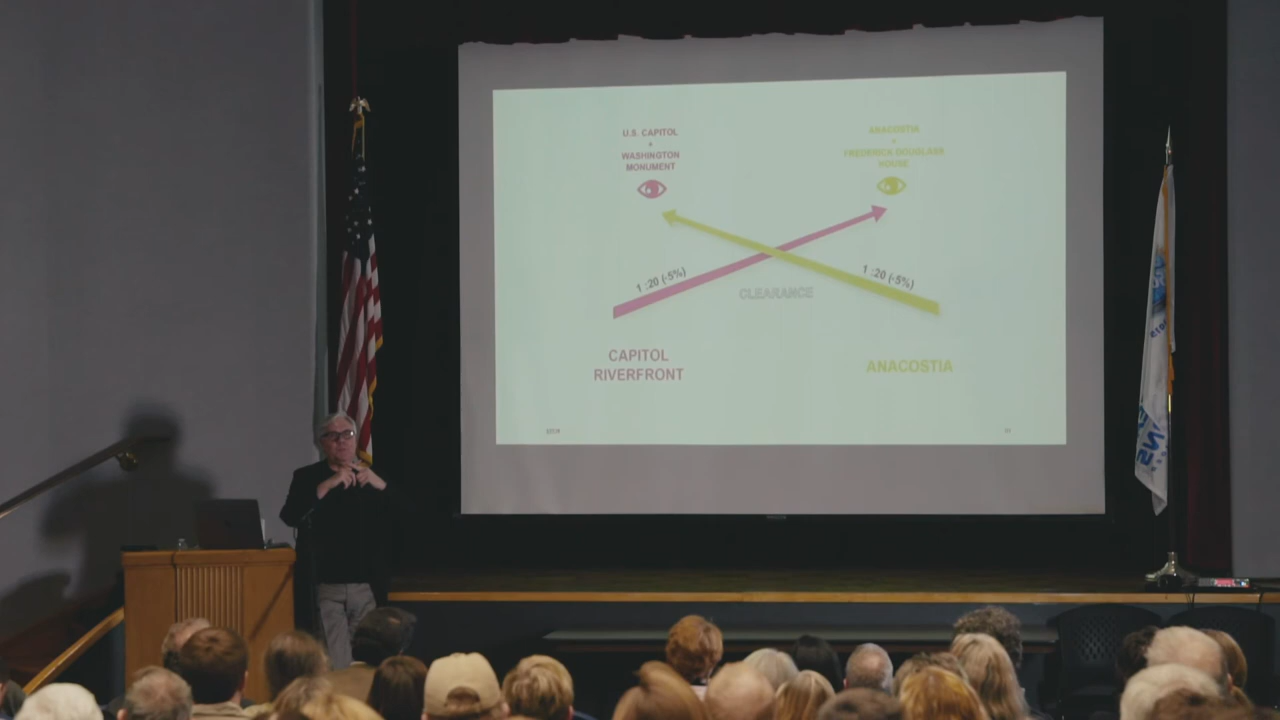 U.S. CAPITOL
+
WASHINGTON
MONUMENT
ANACOSTIA
+
FREDERICK DOUGLASS
HOUSE
1 :20 (-5%)
1 :20 (-5%)
CLEARANCE
CAPITOL
RIVERFRONT
ANACOSTIA